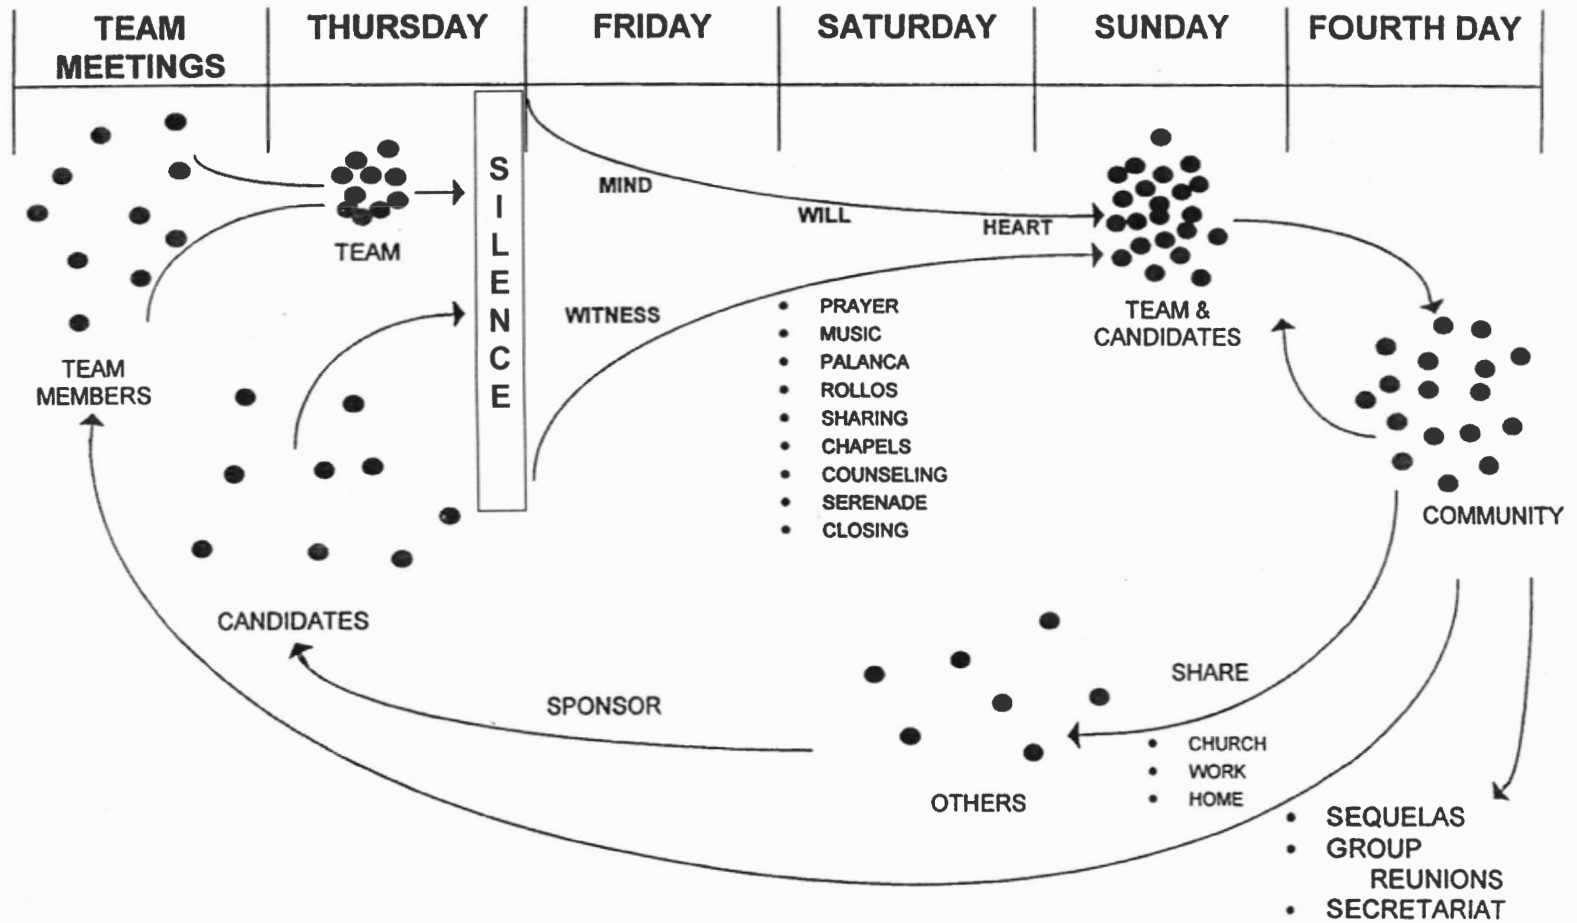 TEAM
MEETINGS
THURSDAY
FRIDAY
SATURDAY
SUNDAY
FOURTH DAY
SILENCE
TEAM
MIND
WILL
HEART
WITNESS
TEAM
MEMBERS
• PRAYER
• MUSIC
• PALANCA
• ROLLOS
• SHARING
• CHAPELS
• COUNSELING
• SERENADE
• CLOSING
TEAM &
CANDIDATES
COMMUNITY
CANDIDATES
SPONSOR
SHARE
• CHURCH
• WORK
• HOME
OTHERS
• SEQUELAS
• GROUP
REUNIONS
• SECRETARIAT